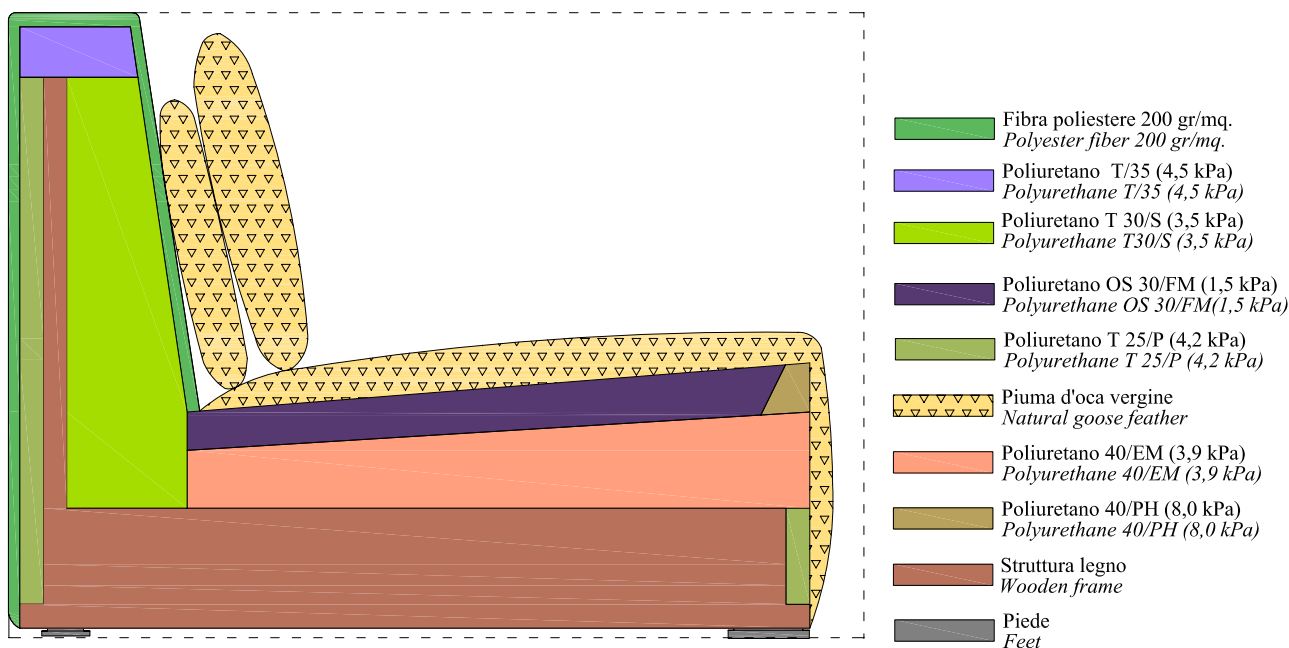 Fibra poliestere 200 gr/mq.
Polyester fiber 200 gr/mq.
Poliuretano T/35 (4,5 kPa)
Polyurethane T/35 (4,5 kPa)
Poliuretano T 30/S (3,5 kPa)
Polyurethane T30/S (3,5 kPa)
Poliuretano OS 30/FM (1,5 kPa)
Polyurethane OS 30/FM(1,5 kPa)
Poliuretano T 25/P (4,2 kPa)
Polyurethane T 25/P (4,2 kPa)
Piuma d'oca vergine
Natural goose feather
Poliuretano 40/EM (3,9 kPa)
Polyurethane 40/EM (3,9 kPa)
Poliuretano 40/PH (8,0 kPa)
Polyurethane 40/PH (8,0 kPa)
Struttura legno
Wooden frame
Piede
Feet